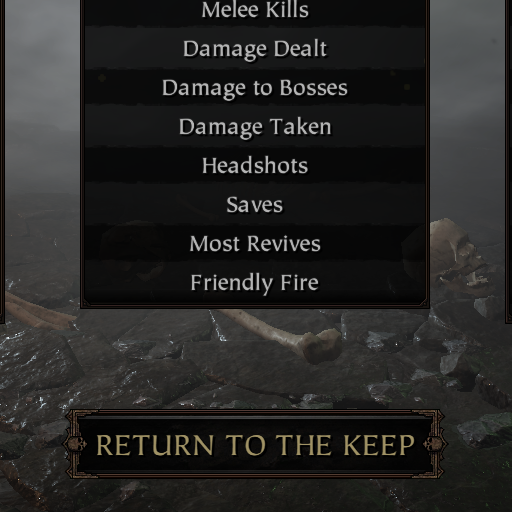 Melee Kills
Damage Dealt
Damage to Bosses
Damage Taken
Headshots
Saves
Most Revives
Friendly Fire
RETURN TO THE KEEP